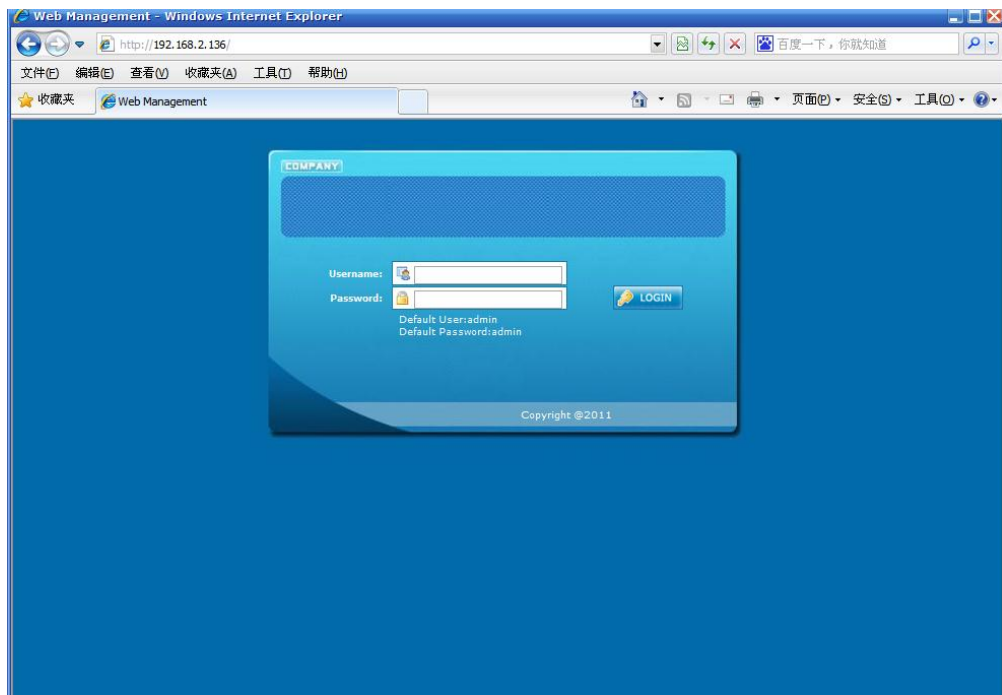 Web Management - Windows Internet Explorer
http://192.168.2.136/
百度一下，你就知道
文件(F) 编辑(E) 查看(V) 收藏夹(A) 工具(T) 帮助(H)
收藏夹 Web Management 页面(P) 安全(S) 工具(O)
COMPANY
Username:
Password:
LOGIN
Default User:admin
Default Password:admin
Copyright @2011